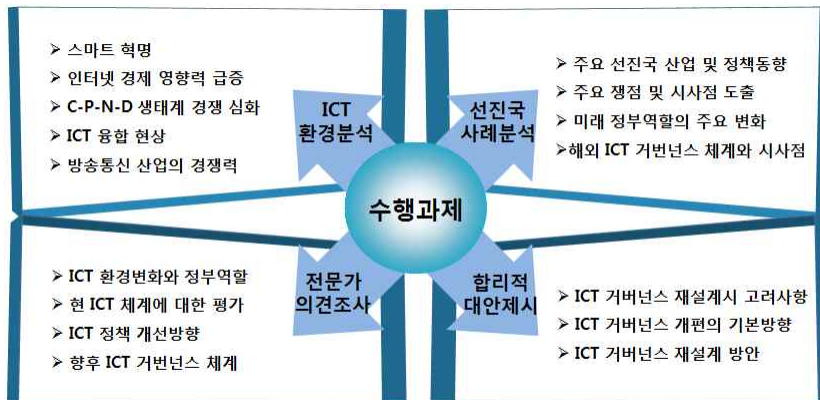 ➢ 스마트 혁명
➢ 인터넷 경제 영향력 급증
➢ C-P-N-D 생태계 경쟁 심화
➢ ICT 융합 현상
➢ 방송통신 산업의 경쟁력
ICT
환경분석
선진국
사례분석
➢ 주요 선진국 산업 및 정책동향
➢ 주요 쟁점 및 시사점 도출
➢ 미래 정부역할의 주요 변화
➢해외 ICT 거번넌스 체계와 시사점
수행과제
➢ ICT 환경변화와 정부역할
➢ 현 ICT 체계에 대한 평가
➢ ICT 정책 개선방향
➢ 향후 ICT 거번넌스 체계
전문가
의견조사
합리적
대안제시
➢ ICT 거버넌스 재설계시 고려사항
➢ ICT 거버넌스 개편의 기본방향
➢ ICT 거버넌스 재설계 방안